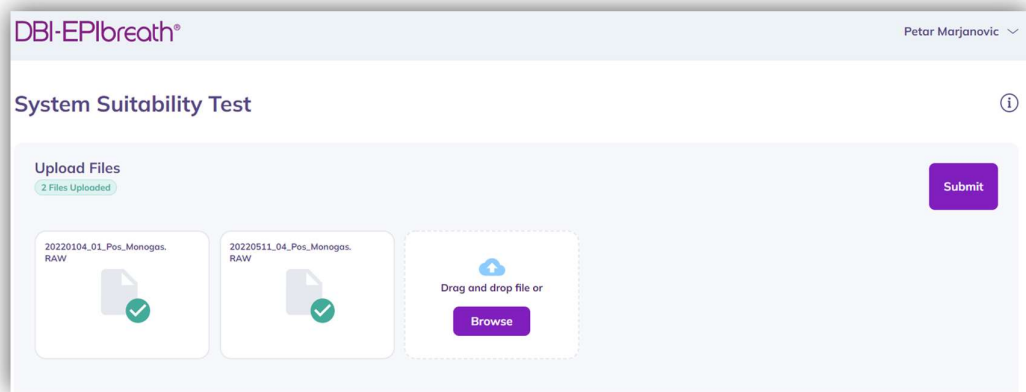 DBI-EPIbreath®
Petar Marjanovic
System Suitability Test
i
Upload Files
2 Files Uploaded
Submit
20220104_01_Pos_Monogas.
RAW
20220511_04_Pos_Monogas.
RAW
Drag and drop file or
Browse